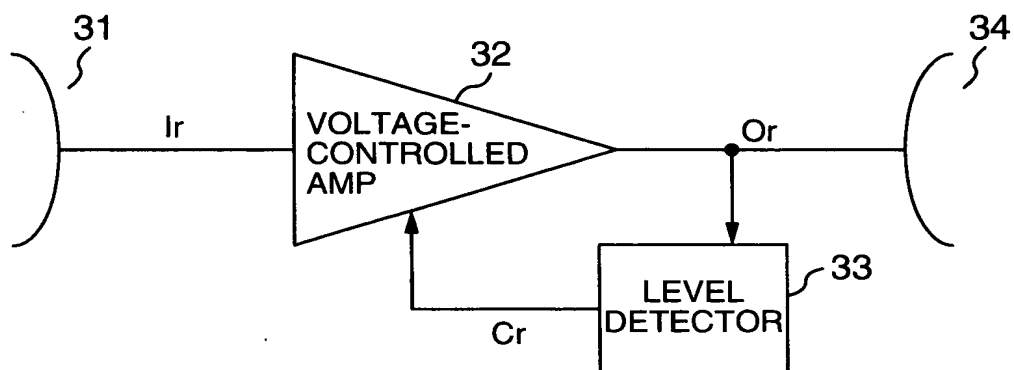 31
32
34
Ir
VOLTAGE-
CONTROLLED
AMP
Or
33
LEVEL
DETECTOR
Cr